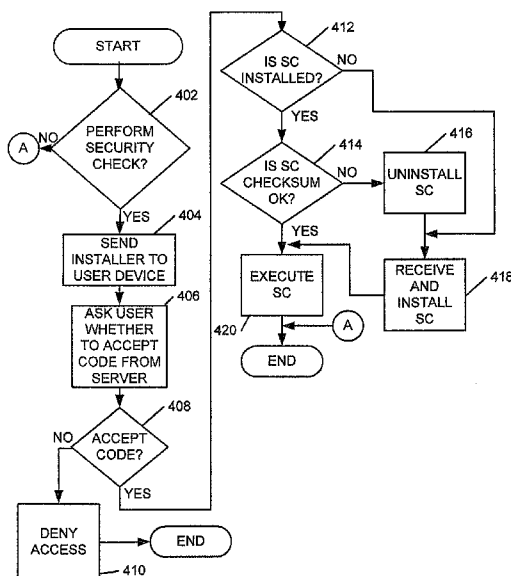 START
402
PERFORM
SECURITY
CHECK?
NO
A
YES
404
SEND
INSTALLER TO
USER DEVICE
406
ASK USER
WHETHER
TO ACCEPT
CODE FROM
SERVER
408
NO
ACCEPT
CODE?
YES
DENY
ACCESS
410
END
412
IS SC
INSTALLED?
NO
YES
414
IS SC
CHECKSUM
OK?
NO
416
UNINSTALL
SC
YES
EXECUTE
SC
420
RECEIVE
AND
INSTALL
SC
418
A
END